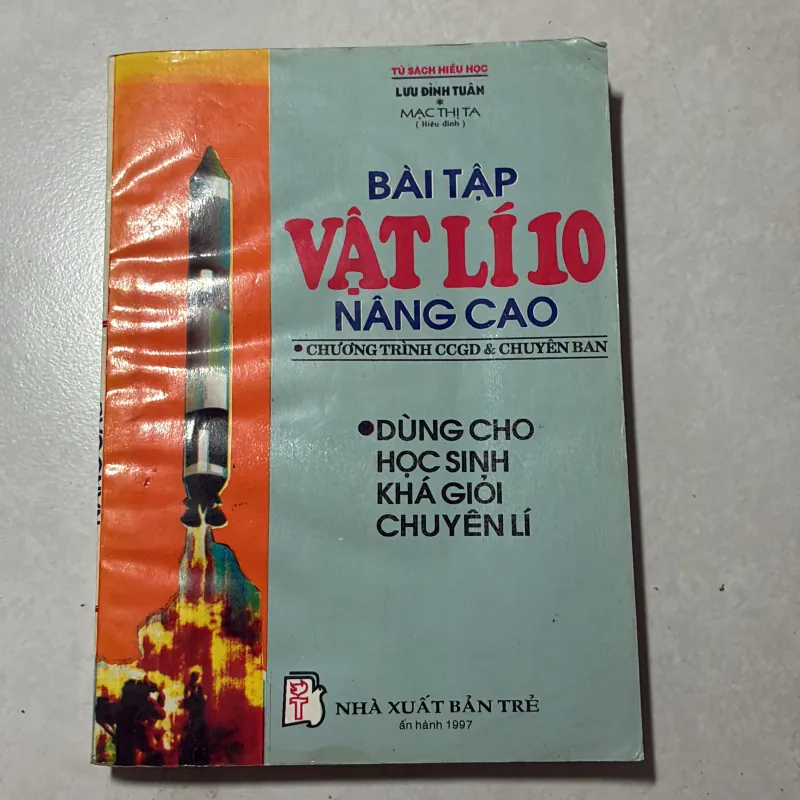 TỦ SÁCH HIẾU HỌC
LƯU ĐÌNH TUÂN
*
MẠC THỊ TA
( Hiệu đính )
BÀI TẬP
VẬT LÍ 10
NÂNG CAO
• CHƯƠNG TRÌNH CCGD & CHUYÊN BAN
• DÙNG CHO
HỌC SINH
KHÁ GIỎI
CHUYÊN LÍ
T
NHÀ XUẤT BẢN TRẺ
ấn hành 1997